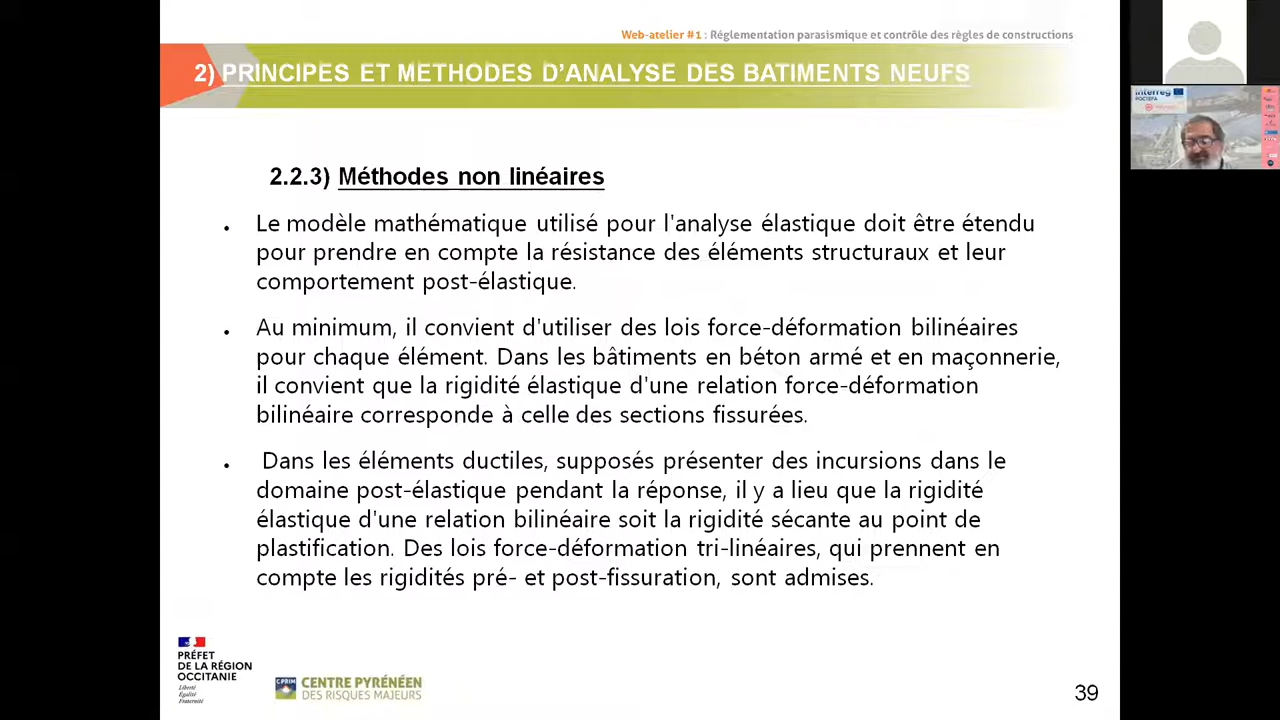 Web-atelier #1 : Réglementation parasismique et contrôle des règles de constructions
2) PRINCIPES ET METHODES D'ANALYSE DES BATIMENTS NEUFS
2.2.3) Méthodes non linéaires
• Le modèle mathématique utilisé pour l'analyse élastique doit être étendu
pour prendre en compte la résistance des éléments structuraux et leur
comportement post-élastique.
• Au minimum, il convient d'utiliser des lois force-déformation bilinéaires
pour chaque élément. Dans les bâtiments en béton armé et en maçonnerie,
il convient que la rigidité élastique d'une relation force-déformation
bilinéaire corresponde à celle des sections fissurées.
• Dans les éléments ductiles, supposés présenter des incursions dans le
domaine post-élastique pendant la réponse, il y a lieu que la rigidité
élastique d'une relation bilinéaire soit la rigidité sécante au point de
plastification. Des lois force-déformation tri-linéaires, qui prennent en
compte les rigidités pré- et post-fissuration, sont admises.
PRÉFET
DE LA RÉGION
OCCITANIE
Liberté
Égalité
Fraternité
CPRIM
CENTRE PYRÉNÉEN
DES RISQUES MAJEURS
39
Interreg
POCTEFA